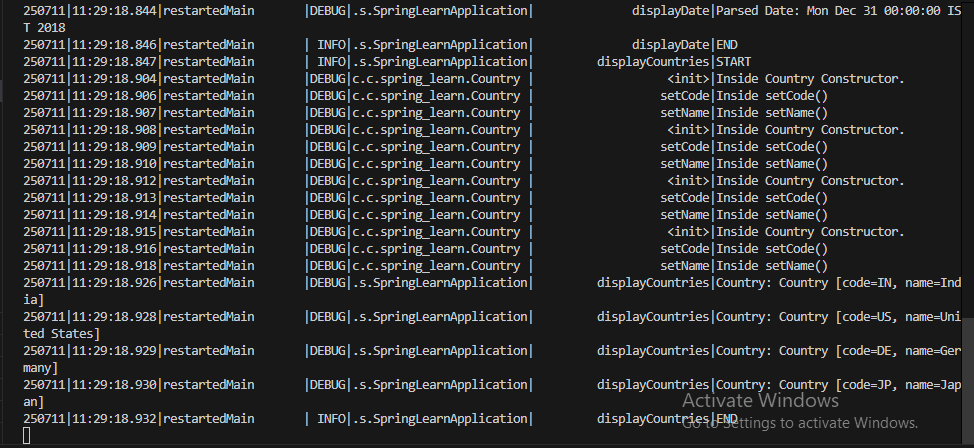 250711|11:29:18.844|restartedMain       |DEBUG|.s.SpringLearnApplication|               displayDate|Parsed Date: Mon Dec 31 00:00:00 IS
T 2018
250711|11:29:18.846|restartedMain       | INFO|.s.SpringLearnApplication|               displayDate|END
250711|11:29:18.847|restartedMain       | INFO|.s.SpringLearnApplication|          displayCountries|START
250711|11:29:18.904|restartedMain       |DEBUG|c.c.spring_learn.Country |                    <init>|Inside Country Constructor.
250711|11:29:18.906|restartedMain       |DEBUG|c.c.spring_learn.Country |                   setCode|Inside setCode()
250711|11:29:18.907|restartedMain       |DEBUG|c.c.spring_learn.Country |                   setName|Inside setName()
250711|11:29:18.908|restartedMain       |DEBUG|c.c.spring_learn.Country |                    <init>|Inside Country Constructor.
250711|11:29:18.909|restartedMain       |DEBUG|c.c.spring_learn.Country |                   setCode|Inside setCode()
250711|11:29:18.910|restartedMain       |DEBUG|c.c.spring_learn.Country |                   setName|Inside setName()
250711|11:29:18.912|restartedMain       |DEBUG|c.c.spring_learn.Country |                    <init>|Inside Country Constructor.
250711|11:29:18.913|restartedMain       |DEBUG|c.c.spring_learn.Country |                   setCode|Inside setCode()
250711|11:29:18.914|restartedMain       |DEBUG|c.c.spring_learn.Country |                   setName|Inside setName()
250711|11:29:18.915|restartedMain       |DEBUG|c.c.spring_learn.Country |                    <init>|Inside Country Constructor.
250711|11:29:18.916|restartedMain       |DEBUG|c.c.spring_learn.Country |                   setCode|Inside setCode()
250711|11:29:18.918|restartedMain       |DEBUG|c.c.spring_learn.Country |                   setName|Inside setName()
250711|11:29:18.926|restartedMain       |DEBUG|.s.SpringLearnApplication|          displayCountries|Country: Country [code=IN, name=Ind
ia]
250711|11:29:18.928|restartedMain       |DEBUG|.s.SpringLearnApplication|          displayCountries|Country: Country [code=US, name=Uni
ted States]
250711|11:29:18.929|restartedMain       |DEBUG|.s.SpringLearnApplication|          displayCountries|Country: Country [code=DE, name=Ger
many]
250711|11:29:18.930|restartedMain       |DEBUG|.s.SpringLearnApplication|          displayCountries|Country: Country [code=JP, name=Jap
an]
250711|11:29:18.932|restartedMain       | INFO|.s.SpringLearnApplication|          displayCountries|END
Activate Windows
Go to Settings to activate Windows.